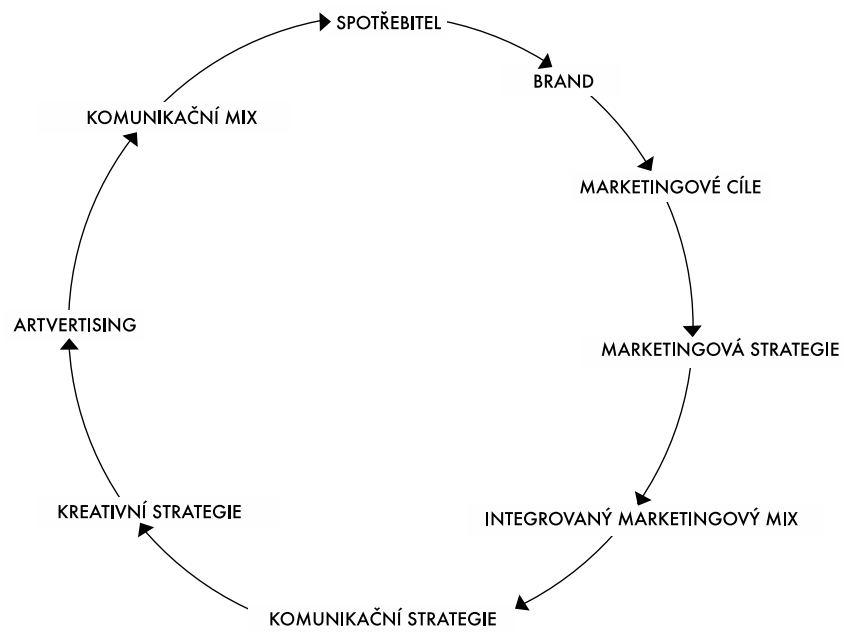 SPOTŘEBITEL
BRAND
MARKETINGOVÉ CÍLE
MARKETINGOVÁ STRATEGIE
INTEGROVANÝ MARKETINGOVÝ MIX
KOMUNIKAČNÍ STRATEGIE
KREATIVNÍ STRATEGIE
ARTVERTISING
KOMUNIKAČNÍ MIX